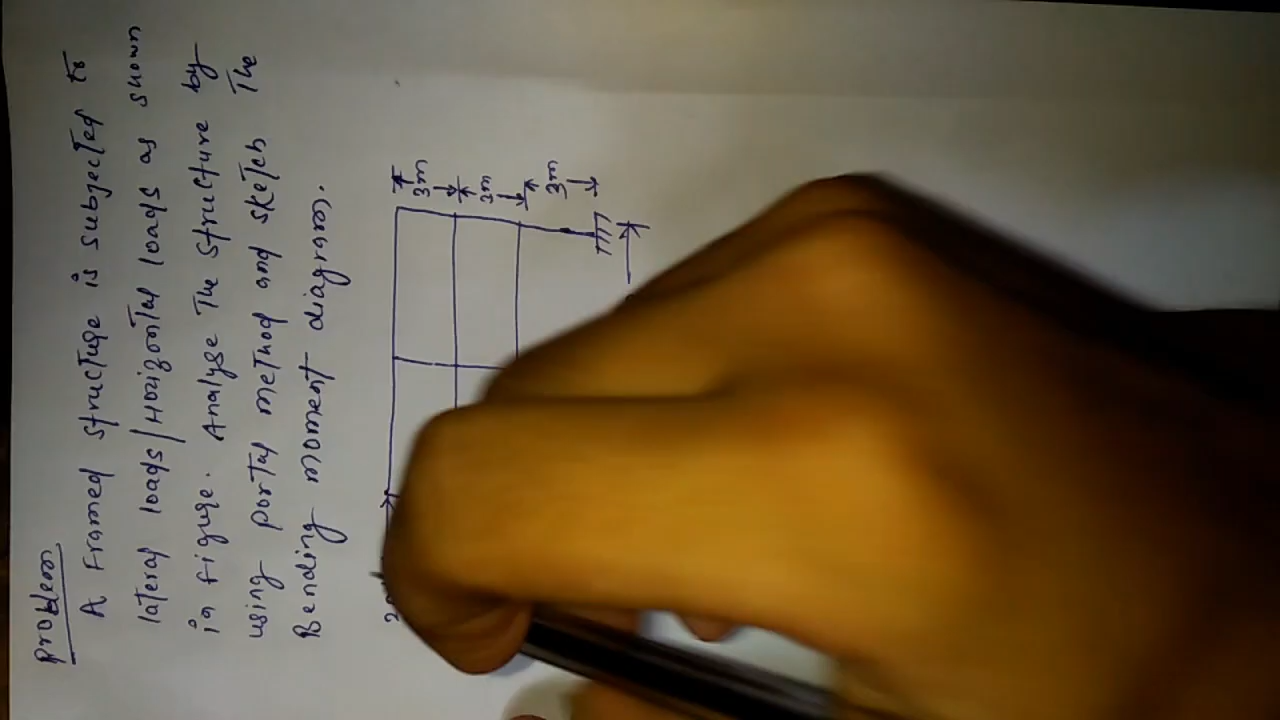 Problem
A Framed structure is subjected to
lateral loads/Horizontal loads as shown
in figure. Analyse The structure by
using portal method and sketch The
Bending moment diagram.
3m
3m
3m